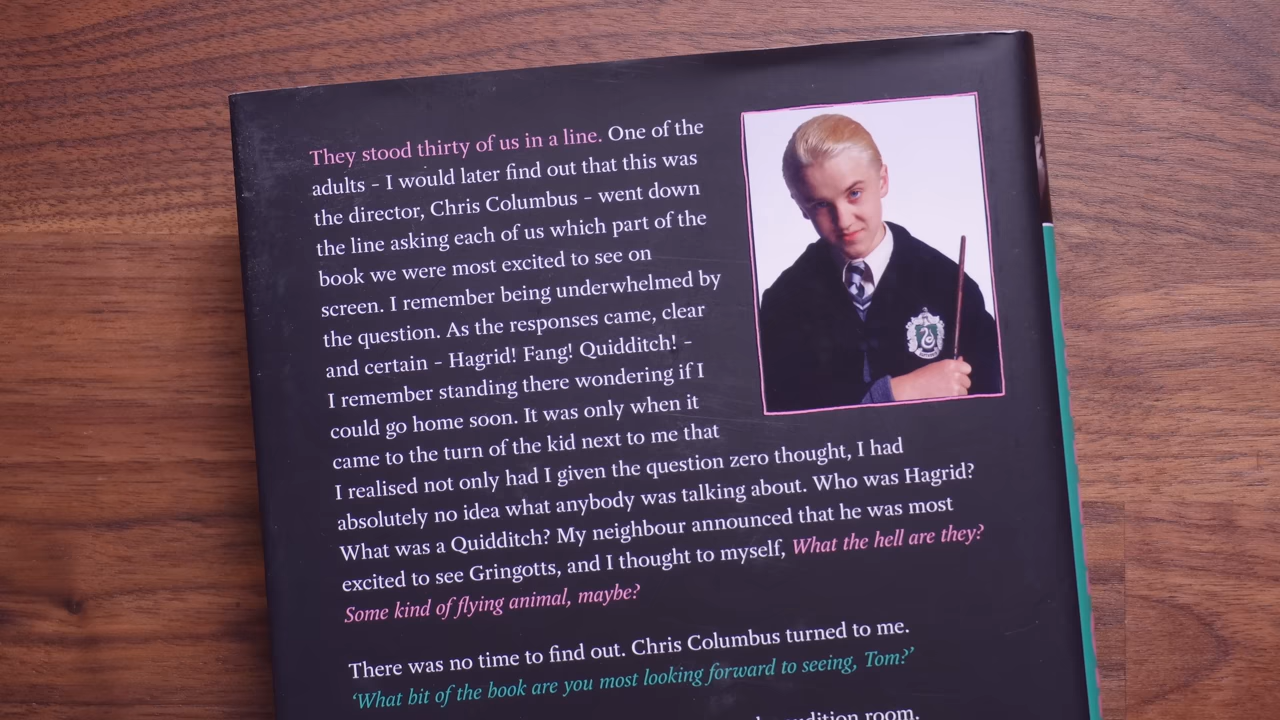 They stood thirty of us in a line. One of the
adults – I would later find out that this was
the director, Chris Columbus – went down
the line asking each of us which part of the
book we were most excited to see on
screen. I remember being underwhelmed by
the question. As the responses came, clear
and certain – Hagrid! Fang! Quidditch! –
I remember standing there wondering if I
could go home soon. It was only when it
came to the turn of the kid next to me that
I realised not only had I given the question zero thought, I had
absolutely no idea what anybody was talking about. Who was Hagrid?
What was a Quidditch? My neighbour announced that he was most
excited to see Gringotts, and I thought to myself, What the hell are they?
Some kind of flying animal, maybe?
There was no time to find out. Chris Columbus turned to me.
‘What bit of the book are you most looking forward to seeing, Tom?’
audition room.